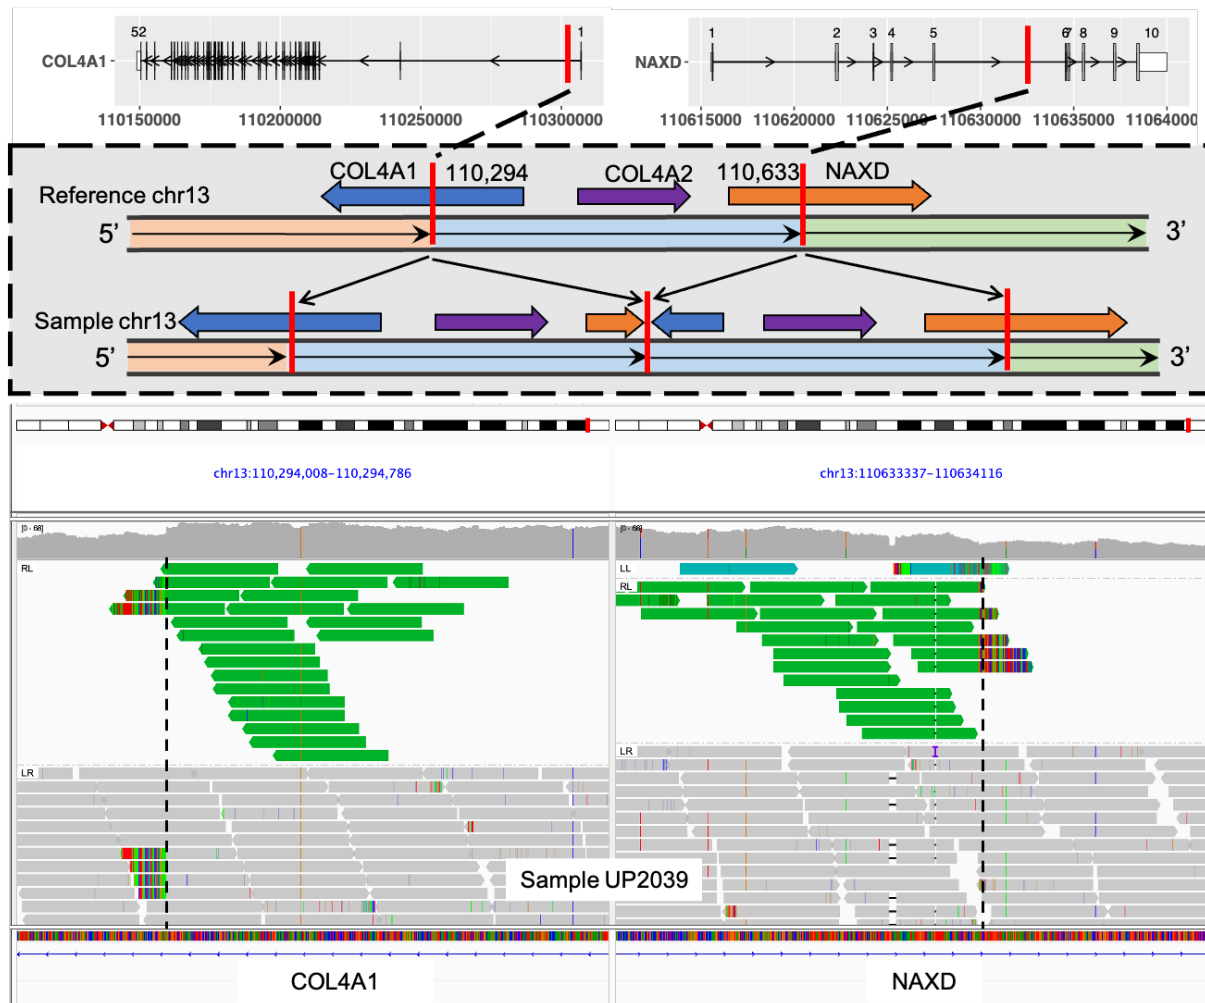 52 1
COL4A1
110150000 110200000 110250000 110300000
1 2 3 4 5 6 7 8 9 10
NAXD
110615000 110620000 110625000 110630000 110635000 110640000
COL4A1 110,294 COL4A2 110,633 NAXD
Reference chr13
5’ 3’
Sample chr13
5’ 3’
chr13:110,294,008-110,294,786 chr13:110633337-110634116
[0 - 68]
RL LL
RL
LR LR
Sample UP2039
COL4A1 NAXD